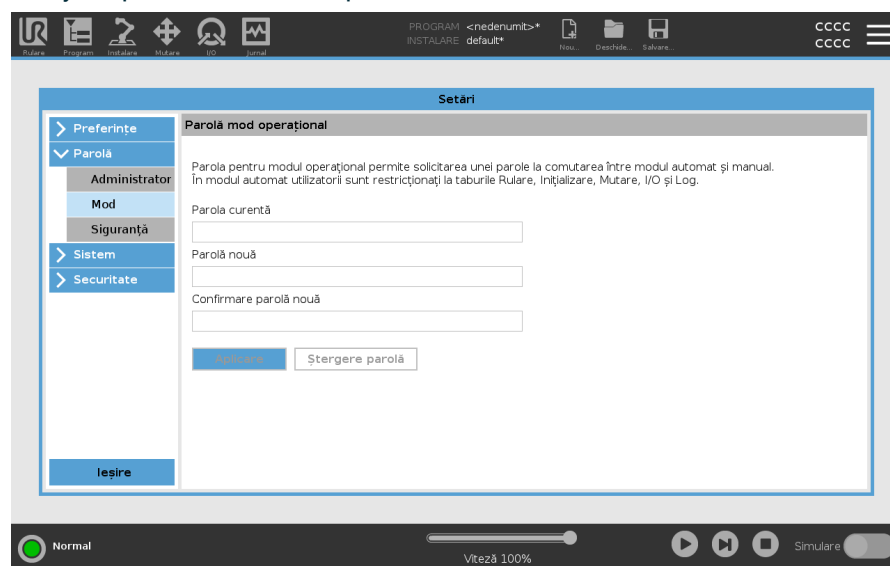 PROGRAM <nedenumit>*
INSTALARE default*
cccc
cccc
UR
Rulare
Program
Instalare
Mutare
I/O
Jurnal
Nou...
Deschide...
Salvare...
Setări
Preferințe
Parolă
Administrator
Mod
Siguranță
Sistem
Securitate
Ieșire
Parolă mod operațional
Parola pentru modul operațional permite solicitarea unei parole la comutarea între modul automat și manual.
În modul automat utilizatorii sunt restricționați la taburile Rulare, Inițializare, Mutare, I/O și Log.
Parola curentă
Parolă nouă
Confirmare parolă nouă
Aplicare
Ștergere parolă
Normal
Viteză 100%
Simulare